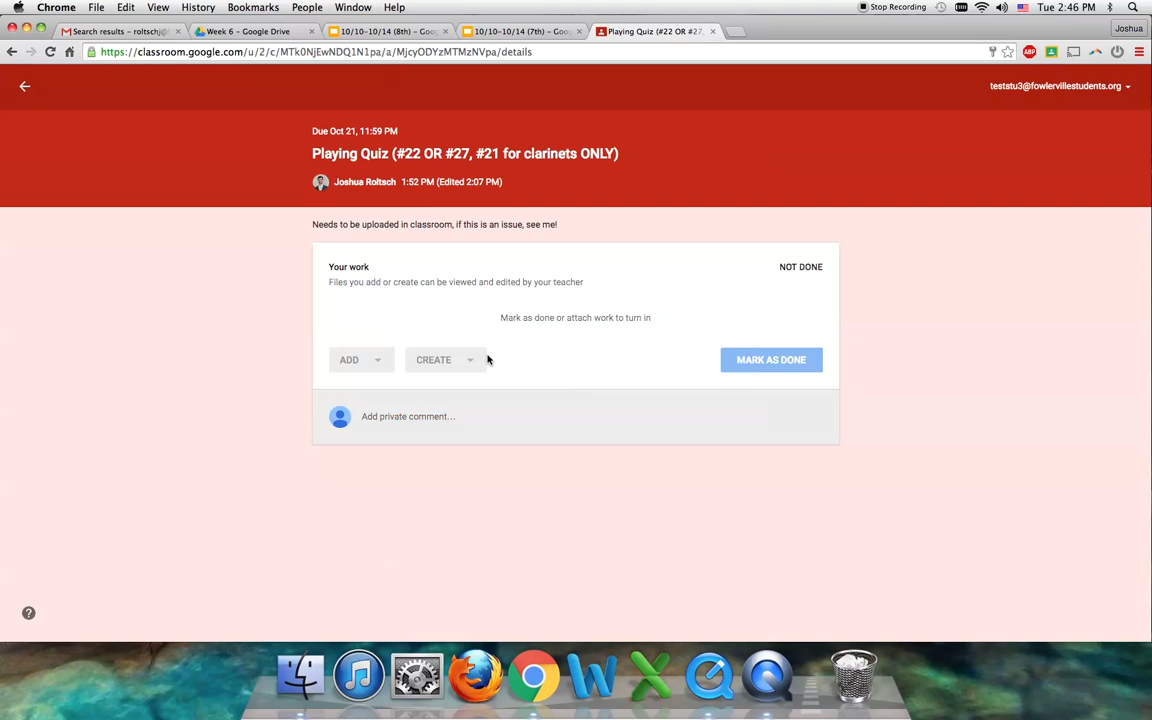 Chrome File Edit View History Bookmarks People Window Help Stop Recording Tue 2:46 PM
Search results - roltschj@ Week 6 - Google Drive 10/10-10/14 (8th) - Goo 10/10-10/14 (7th) - Goo Playing Quiz (#22 OR #27, Joshua
https://classroom.google.com/u/2/c/MTk0NjEwNDQ1N1pa/a/MjcyODYzMTMzNVpa/details ABP
teststu3@fowlervillestudents.org
Due Oct 21, 11:59 PM
Playing Quiz (#22 OR #27, #21 for clarinets ONLY)
Joshua Roltsch 1:52 PM (Edited 2:07 PM)
Needs to be uploaded in classroom, if this is an issue, see me!
Your work NOT DONE
Files you add or create can be viewed and edited by your teacher
Mark as done or attach work to turn in
ADD CREATE MARK AS DONE
Add private comment...